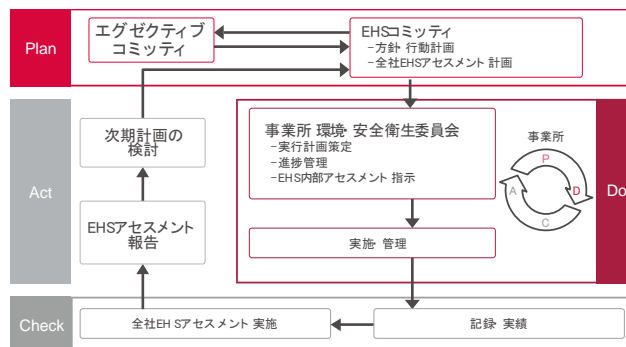 Plan
エグゼクティブ
コミッティ
EHSコミッティ
−方針・行動計画
−全社EHSアセスメント 計画
Act
次期計画の
検討
EHSアセスメント
報告
事業所 環境・安全衛生委員会
−実行計画策定
−進捗管理
−EHS内部アセスメント 指示
実施・管理
事業所
P
D
C
A
Do
Check
全社EHSアセスメント 実施
記録・実績